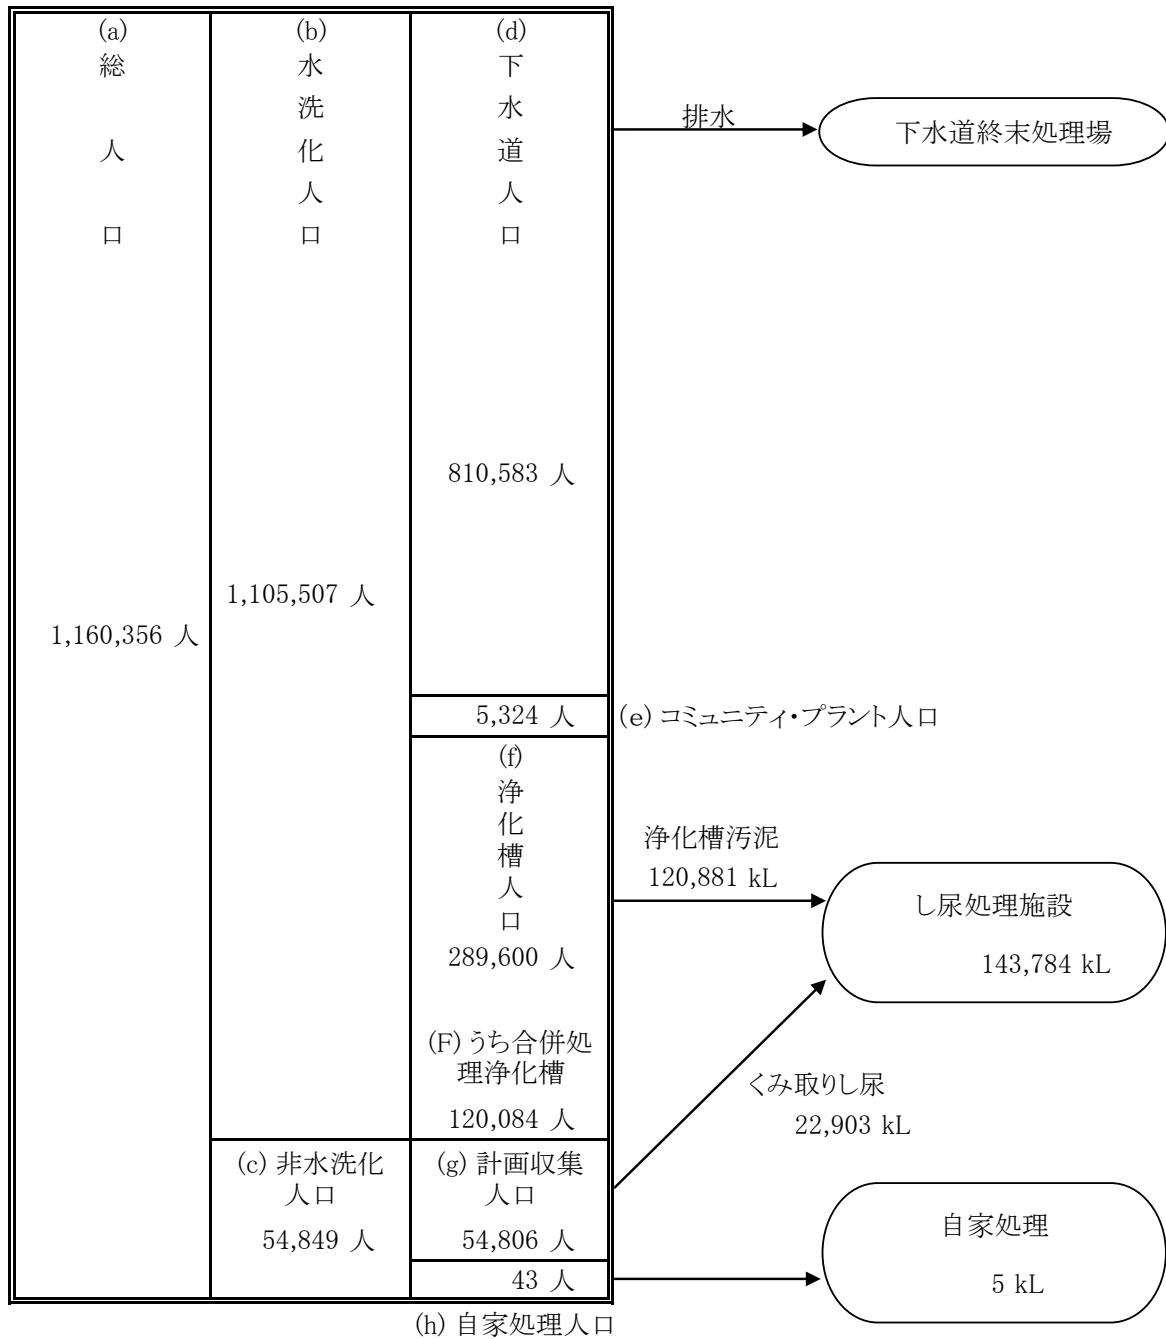 (a)
総人口
1,160,356 人
(b)
水洗化人口
1,105,507 人
(c) 非水洗化
人口
54,849 人
(d)
下水道人口
810,583 人
5,324 人
(e) コミュニティ・プラント人口
(f)
浄化槽人口
289,600 人
(F) うち合併処
理浄化槽
120,084 人
(g) 計画収集
人口
54,806 人
43 人
(h) 自家処理人口
排水
下水道終末処理場
浄化槽汚泥
120,881 kL
し尿処理施設
143,784 kL
くみ取りし尿
22,903 kL
自家処理
5 kL